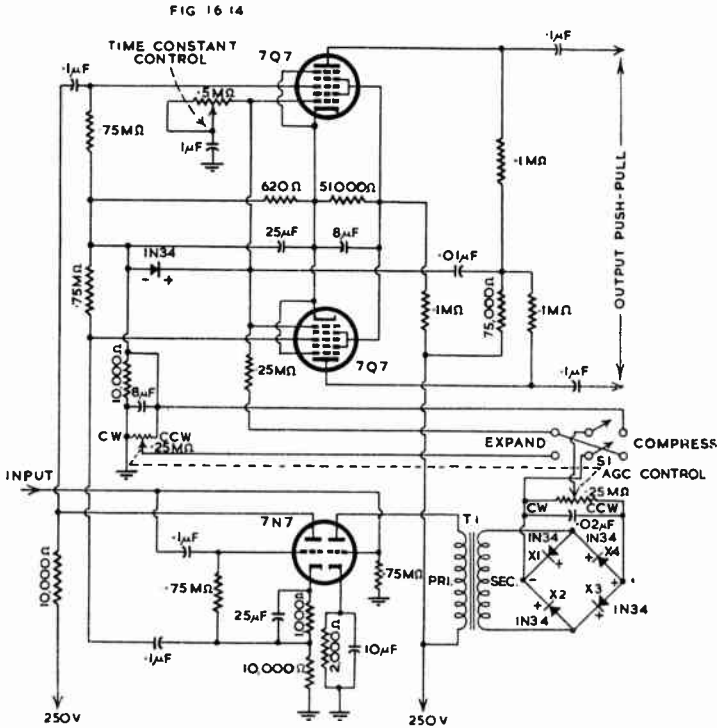 FIG 16 14
TIME CONSTANT
CONTROL
7Q7
.1µF
.1µF
.5MΩ
.75MΩ
1µF
.1MΩ
620Ω
51000Ω
25µF
8µF
1N34
- +
.01µF
.75MΩ
.1MΩ
75,000Ω
.1MΩ
OUTPUT PUSH-PULL
7Q7
10,000Ω
.25MΩ
.1µF
8µF
CW
CCW
.25MΩ
EXPAND
COMPRESS
S1
AGC CONTROL
INPUT
.25MΩ
CW
CCW
.02µF
7N7
T1
1N34
1N34
.1µF
X1
X4
+
+
10,000Ω
.75MΩ
.75MΩ
PRI.
SEC.
-
+
25µF
1000Ω
X2
X3
+
+
1N34
1N34
.1µF
10,000Ω
2,000Ω
10µF
250V
250V